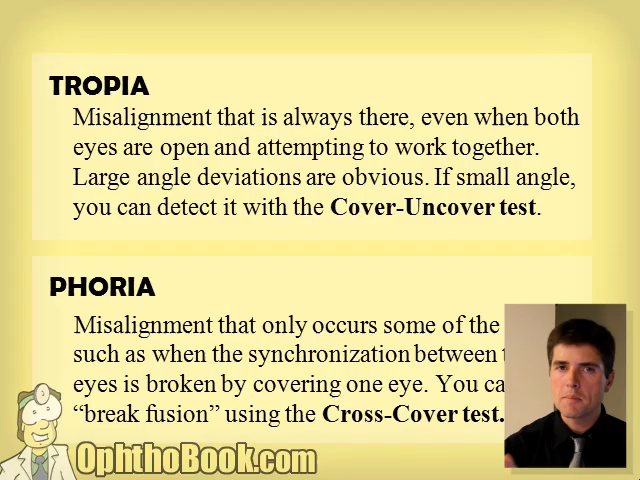 TROPIA
Misalignment that is always there, even when both
eyes are open and attempting to work together.
Large angle deviations are obvious. If small angle,
you can detect it with the Cover-Uncover test.
PHORIA
Misalignment that only occurs some of the
such as when the synchronization between
eyes is broken by covering one eye. You
“break fusion” using the Cross-Cover test.
OphthoBook.com